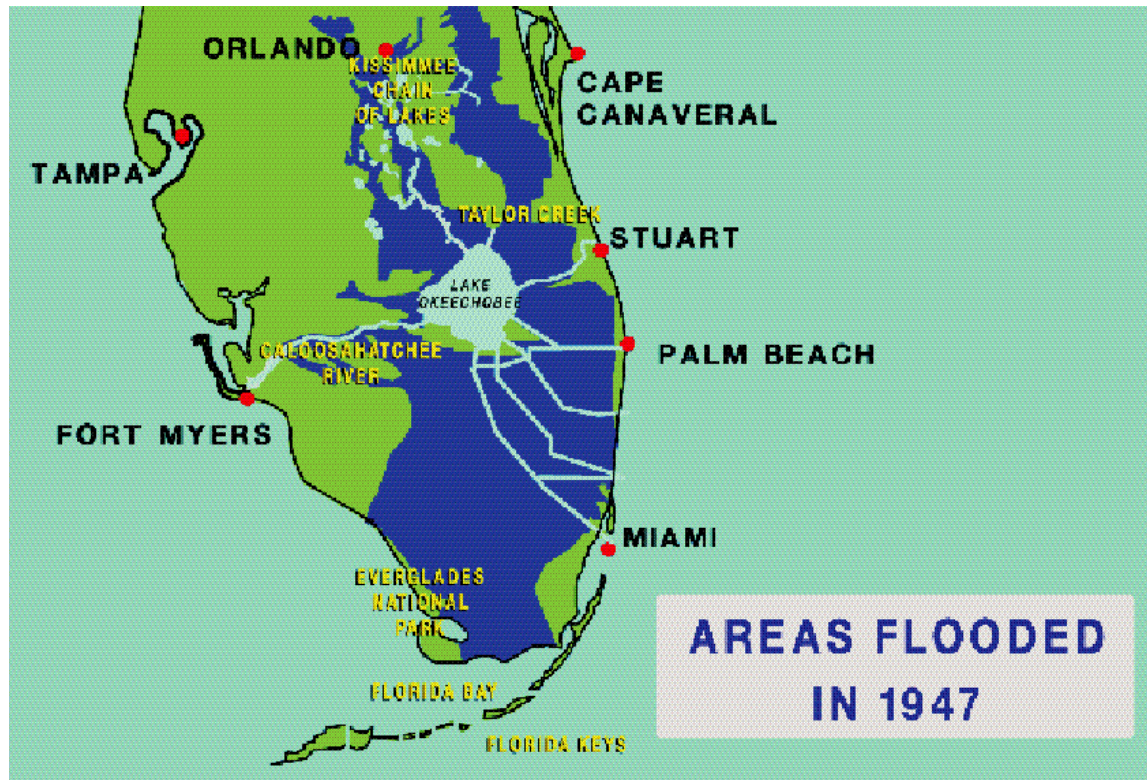 ORLANDO
KISSIMMEE
CHAIN
OF LAKES
CAPE
CANAVERAL
TAMPA
TAYLOR CREEK
STUART
LAKE
OKEECHOBEE
CALOOSAHATCHEE
RIVER
PALM BEACH
FORT MYERS
MIAMI
EVERGLADES
NATIONAL
PARK
AREAS FLOODED
IN 1947
FLORIDA BAY
FLORIDA KEYS